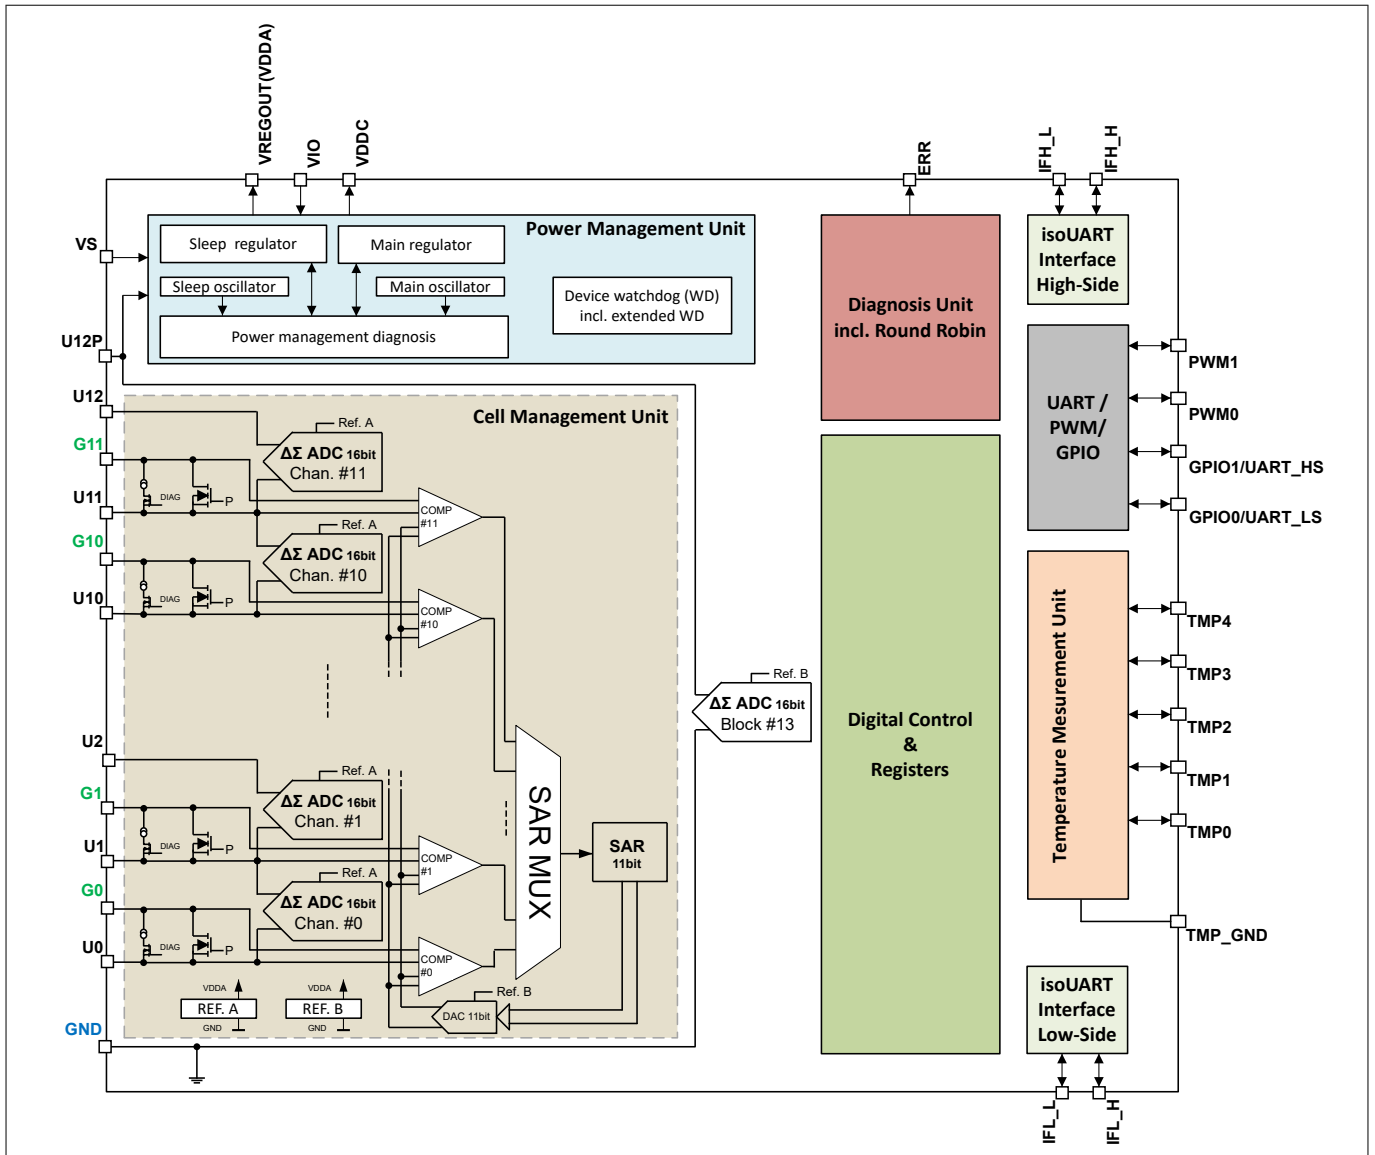 VREGOUT(VDDA)
VIO
VDDC
ERR
IFH_L
IFH_H
VS
U12P
U12
G11
U11
G10
U10
U2
G1
U1
G0
U0
GND
Power Management Unit
Sleep regulator
Main regulator
Sleep oscillator
Main oscillator
Power management diagnosis
Device watchdog (WD)
incl. extended WD
Cell Management Unit
Ref. A
ΔΣ ADC 16bit
Chan. #11
DIAG
P
COMP
#11
Ref. A
ΔΣ ADC 16bit
Chan. #10
DIAG
P
COMP
#10
Ref. A
ΔΣ ADC 16bit
Chan. #1
DIAG
P
COMP
#1
Ref. A
ΔΣ ADC 16bit
Chan. #0
DIAG
P
COMP
#0
SAR MUX
SAR
11bit
Ref. B
DAC 11bit
VDDA
REF. A
GND
VDDA
REF. B
GND
Ref. B
ΔΣ ADC 16bit
Block #13
Diagnosis Unit
incl. Round Robin
Digital Control
&
Registers
isoUART
Interface
High-Side
UART /
PWM/
GPIO
Temperature Mesurement Unit
isoUART
Interface
Low-Side
PWM1
PWM0
GPIO1/UART_HS
GPIO0/UART_LS
TMP4
TMP3
TMP2
TMP1
TMP0
TMP_GND
IFL_L
IFL_H